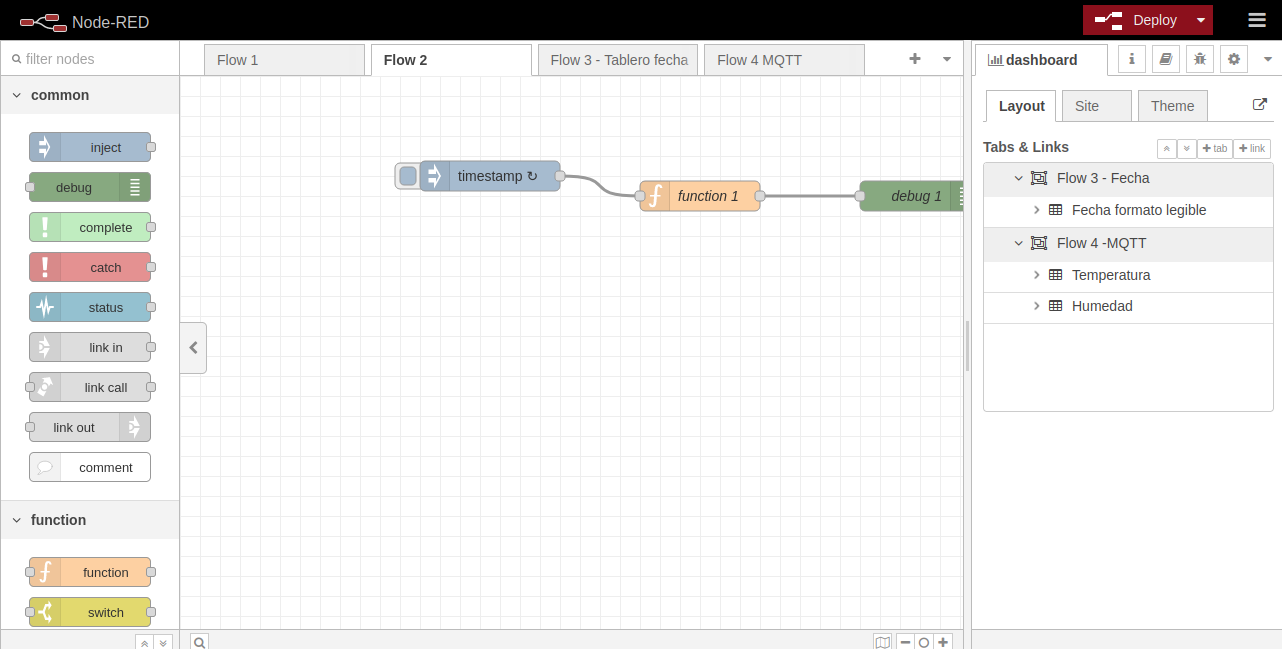 Node-RED
Deploy
filter nodes
Flow 1
Flow 2
Flow 3 - Tablero fecha
Flow 4 MQTT
dashboard
common
inject
debug
complete
catch
status
link in
link call
link out
comment
function
function
switch
timestamp ↻
function 1
debug 1
Layout
Site
Theme
Tabs & Links
tab
link
Flow 3 - Fecha
Fecha formato legible
Flow 4 -MQTT
Temperatura
Humedad